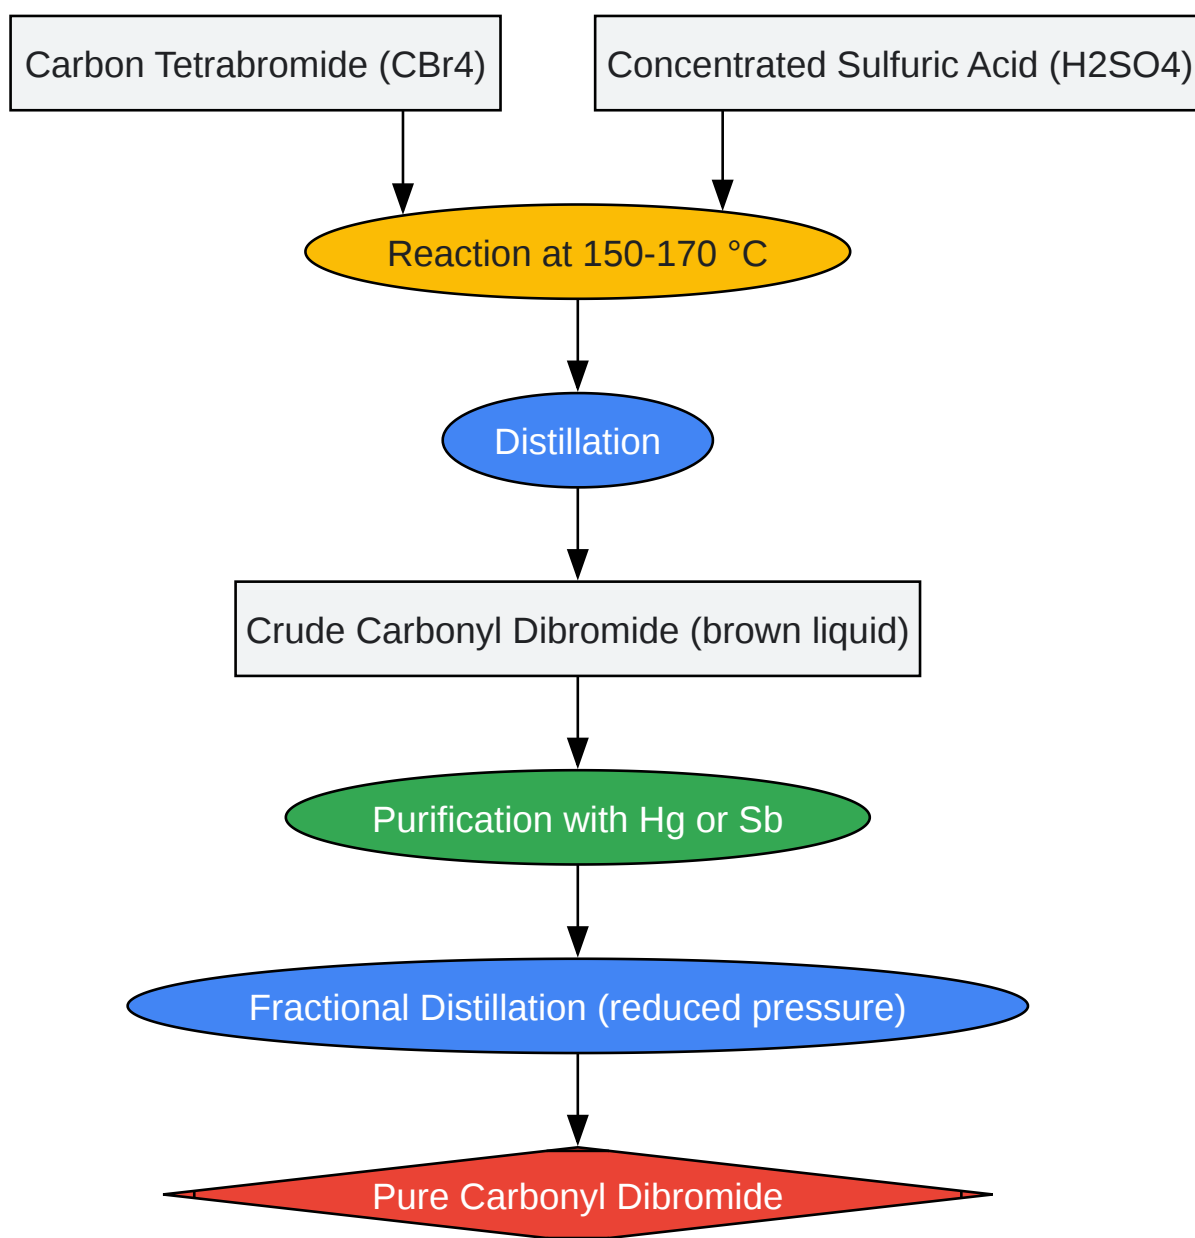 Carbon Tetrabromide (CBr4)
Concentrated Sulfuric Acid (H2SO4)
Reaction at 150-170 °C
Distillation
Crude Carbonyl Dibromide (brown liquid)
Purification with Hg or Sb
Fractional Distillation (reduced pressure)
Pure Carbonyl Dibromide